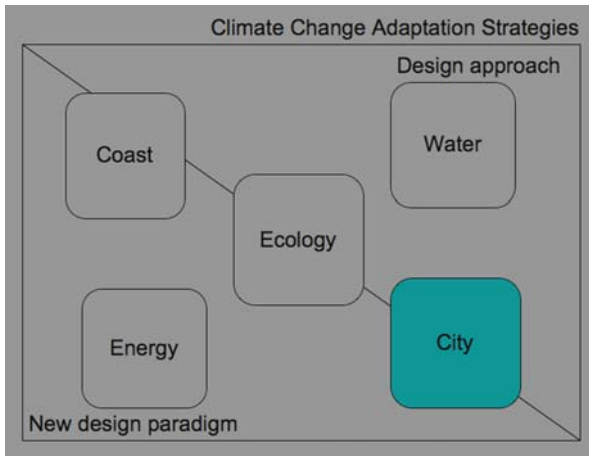 Climate Change Adaptation Strategies
Design approach
Coast
Water
Ecology
Energy
City
New design paradigm